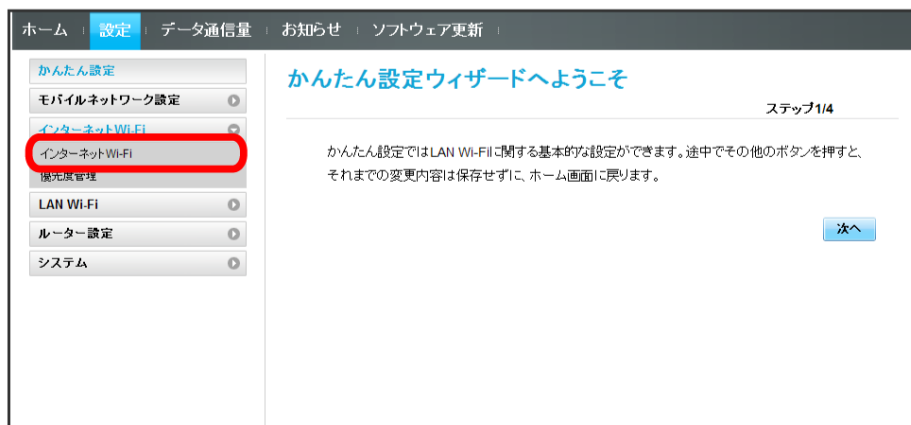 ホーム 設定 データ通信量 お知らせ ソフトウェア更新
かんたん設定
モバイルネットワーク設定
インターネットWi-Fi
インターネットWi-Fi
優先度管理
LAN Wi-Fi
ルーター設定
システム
かんたん設定ウィザードへようこそ
ステップ1/4
かんたん設定ではLAN Wi-Fiに関する基本的な設定ができます。途中でその他のボタンを押すと、
それまでの変更内容は保存せずに、ホーム画面に戻ります。
次へ